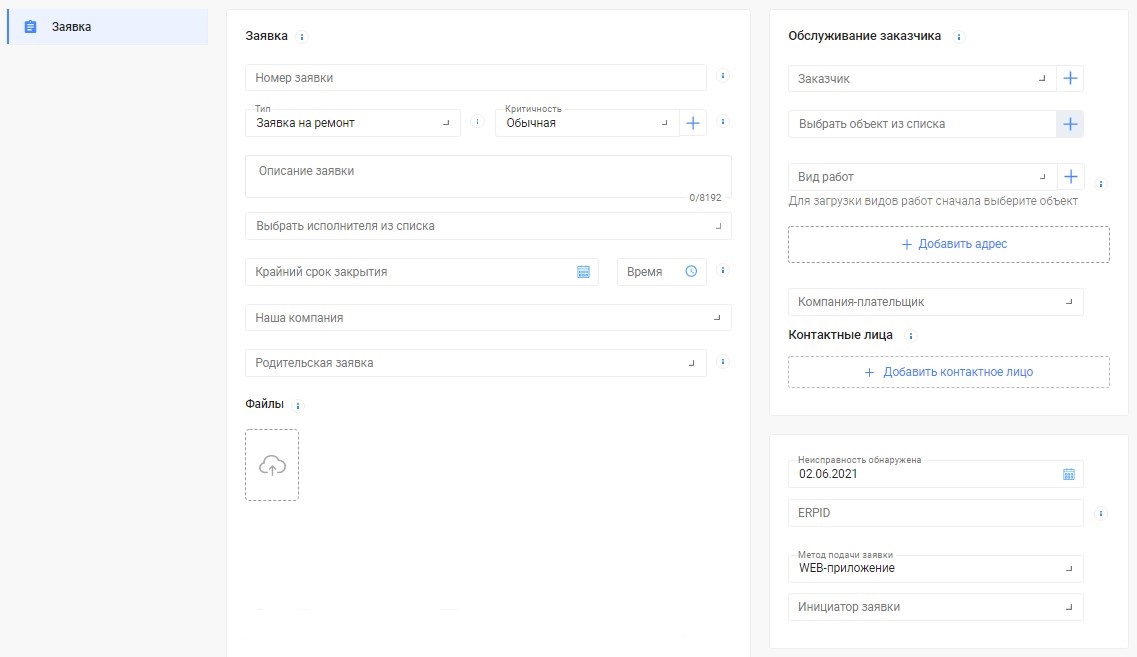 Заявка
Заявка
Номер заявки
Тип
Заявка на ремонт
Критичность
Обычная
Описание заявки
0/8192
Выбрать исполнителя из списка
Крайний срок закрытия
Время
Наша компания
Родительская заявка
Файлы
Обслуживание заказчика
Заказчик
Выбрать объект из списка
Вид работ
Для загрузки видов работ сначала выберите объект
+ Добавить адрес
Компания-плательщик
Контактные лица
+ Добавить контактное лицо
Неисправность обнаружена
02.06.2021
ERPID
Метод подачи заявки
WEB-приложение
Инициатор заявки